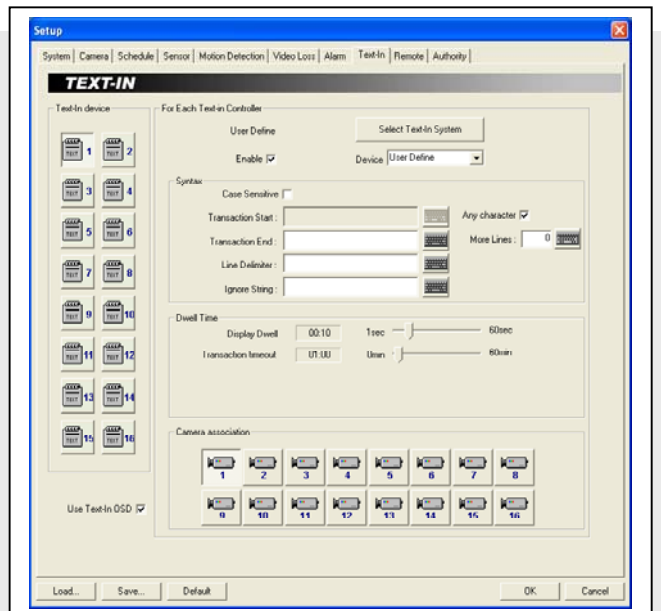 Setup
System Camera Schedule Sensor Motion Detection Video Loss Alarm Text-In Remote Authority
TEXT-IN
Text-In device
1 2
3 4
5 6
7 8
9 10
11 12
13 14
15 16
Use Text-In OSD
For Each Text-in Controller
User Define Select Text-In System
Enable Device User Define
Syntax
Case Sensitive
Transaction Start : Any character
Transaction End : More Lines : 0
Line Delimiter :
Ignore String :
Dwell Time
Display Dwell 00:10 1sec 60sec
Transaction timeout 01:00 0min 60min
Camera association
1 2 3 4 5 6 7 8
9 10 11 12 13 14 15 16
Load... Save... Default OK Cancel